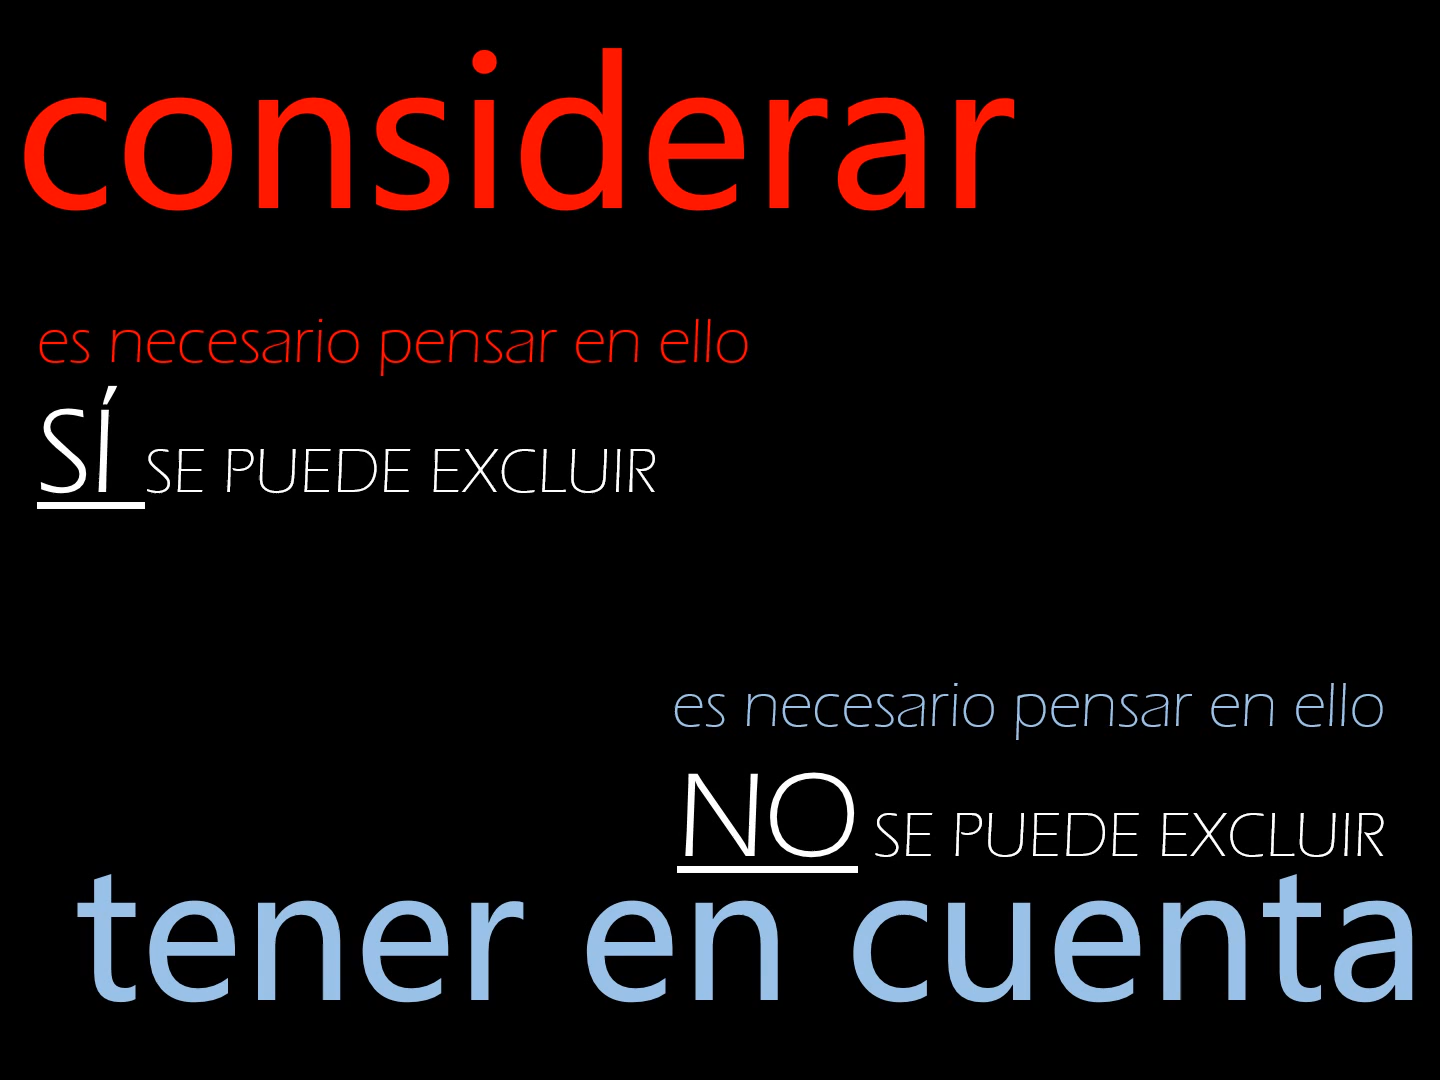 considerar
es necesario pensar en ello
SÍ SE PUEDE EXCLUIR
es necesario pensar en ello
NO SE PUEDE EXCLUIR
tener en cuenta